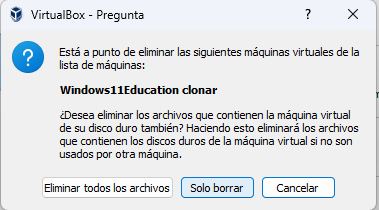 VirtualBox - Pregunta
Está a punto de eliminar las siguientes máquinas virtuales de la
lista de máquinas:
Windows11Education clonar
¿Desea eliminar los archivos que contienen la máquina virtual
de su disco duro también? Haciendo esto eliminará los archivos
que contienen los discos duros de la máquina virtual si no son
usados por otra máquina.
Eliminar todos los archivos Solo borrar Cancelar